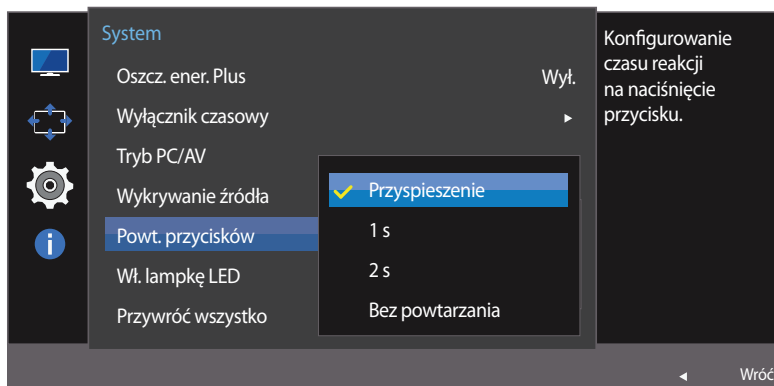 System
Oszcz. ener. Plus Wył.
Wyłącznik czasowy
Tryb PC/AV
Wykrywanie źródła
Powt. przycisków
Wł. lampkę LED
Przywróć wszystko
Przyspieszenie
1 s
2 s
Bez powtarzania
Konfigurowanie
czasu reakcji
na naciśnięcie
przycisku.
Wróć